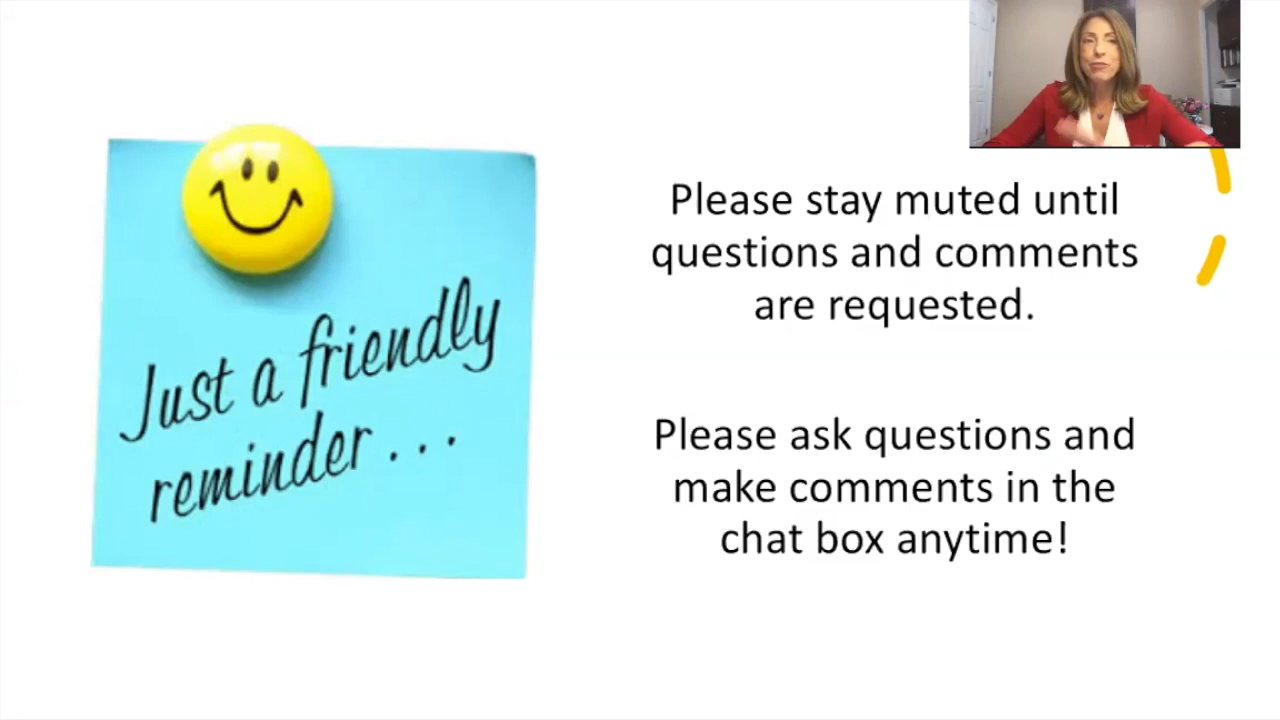 Just a friendly
reminder...
Please stay muted until
questions and comments
are requested.
Please ask questions and
make comments in the
chat box anytime!